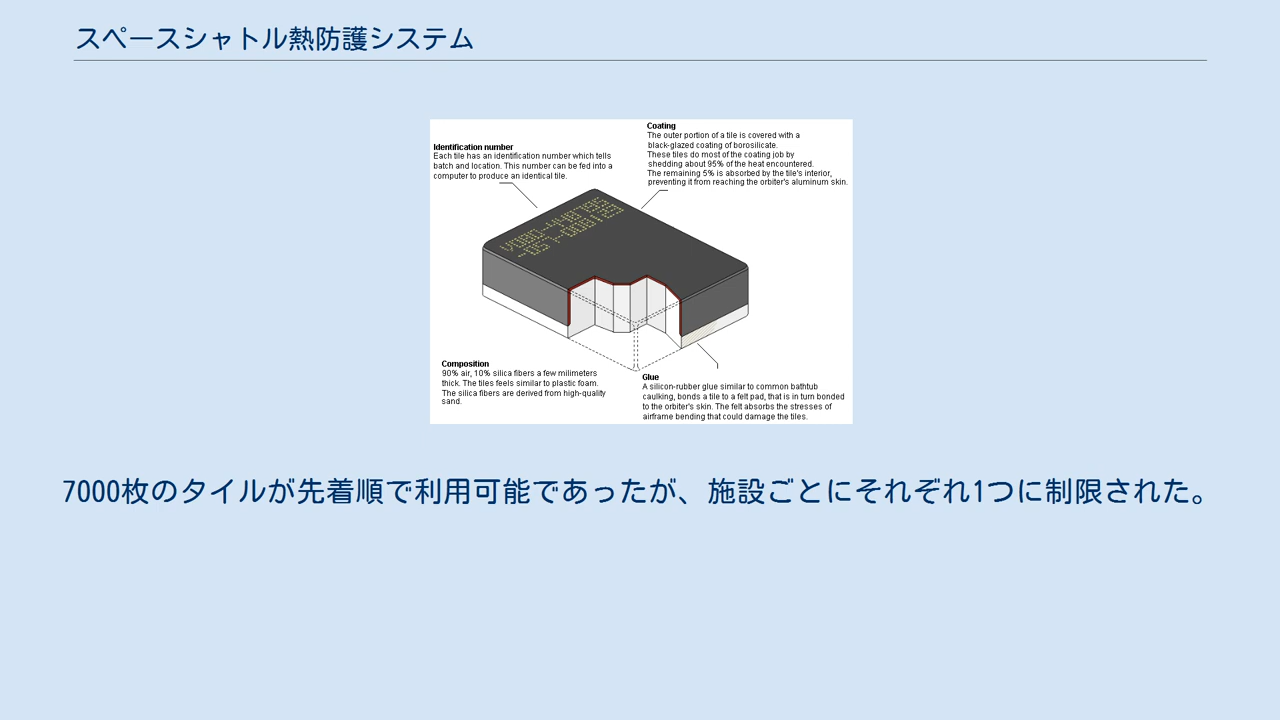 スペースシャトル熱防護システム
Identification number
Each tile has an identification number which tells
batch and location. This number can be fed into a
computer to produce an identical tile.
Coating
The outer portion of a tile is covered with a
black-glazed coating of borosilicate.
These tiles do most of the coating job by
shedding about 95% of the heat encountered.
The remaining 5% is absorbed by the tile's interior,
preventing it from reaching the orbiter's aluminum skin.
Composition
90% air, 10% silica fibers a few milimeters
thick. The tiles feels similar to plastic foam.
The silica fibers are derived from high-quality
sand.
Glue
A silicon-rubber glue similar to common bathtub
caulking, bonds a tile to a felt pad, that is in turn bonded
to the orbiter's skin. The felt absorbs the stresses of
airframe bending that could damage the tiles.
7000枚のタイルが先着順で利用可能であったが、施設ごとにそれぞれ1つに制限された。